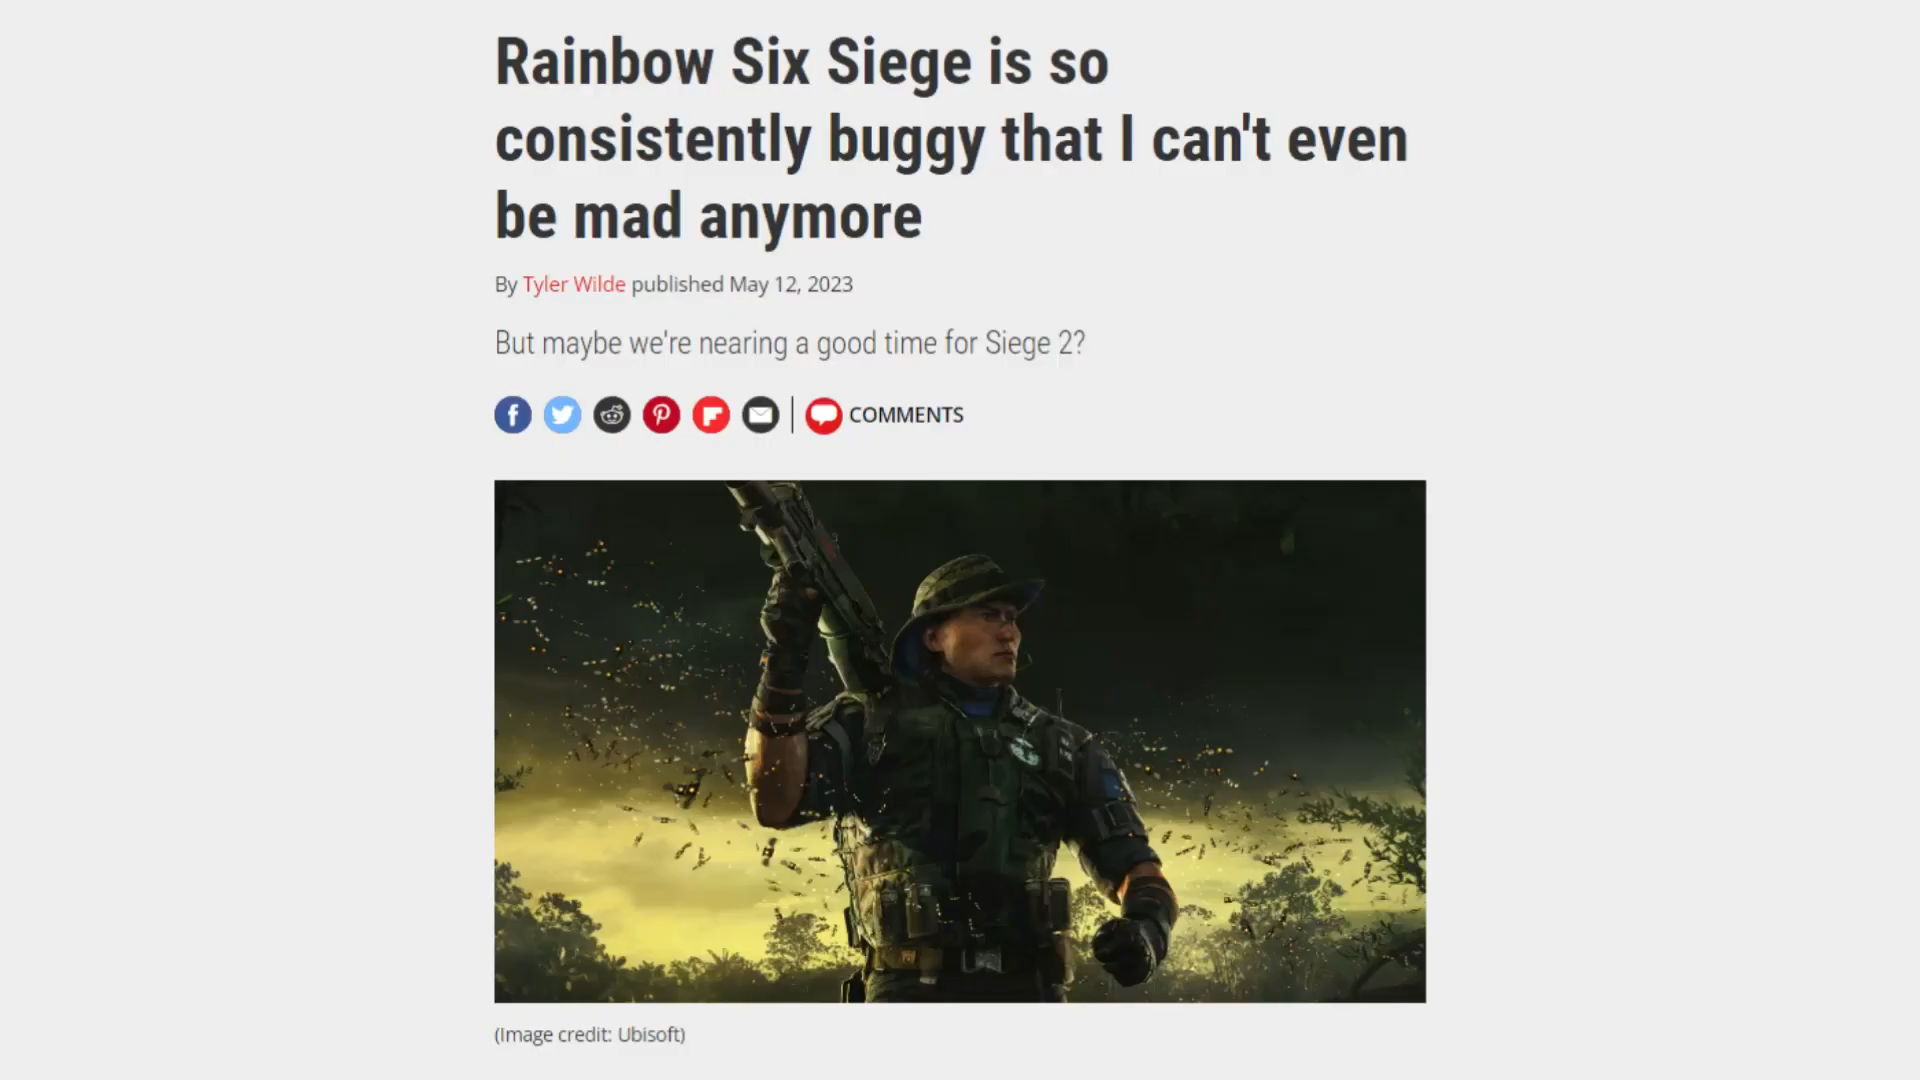 Rainbow Six Siege is so
consistently buggy that I can't even
be mad anymore
By Tyler Wilde published May 12, 2023
But maybe we're nearing a good time for Siege 2?
COMMENTS
(Image credit: Ubisoft)